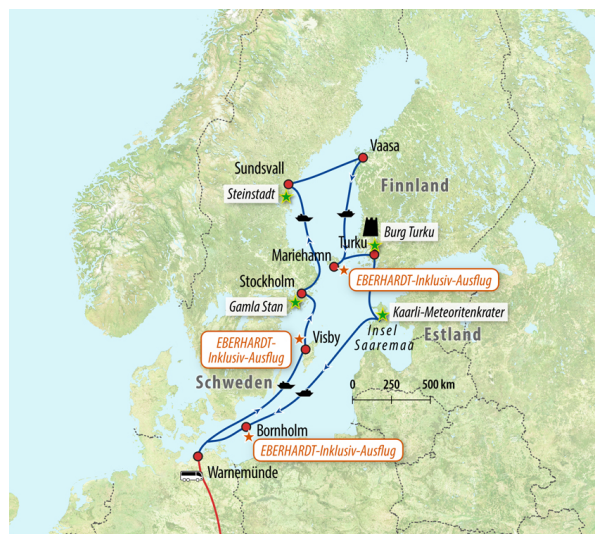 Vaasa
Sundsvall
Finnland
Steinstadt
Burg Turku
Turku
Mariehamn
EBERHARDT-Inklusiv-Ausflug
Stockholm
Gamla Stan
Kaarli-Meteoritenkrater
Insel
Saaremaa
Estland
EBERHARDT-
Inklusiv-Ausflug
Visby
Schweden
0 250 500 km
Bornholm
EBERHARDT-Inklusiv-Ausflug
Warnemünde